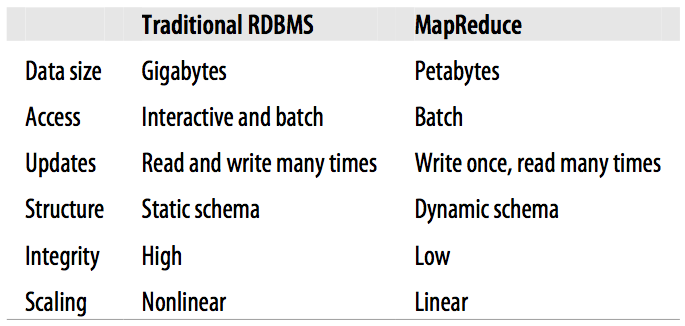 Traditional RDBMS MapReduce
Data size Gigabytes Petabytes
Access Interactive and batch Batch
Updates Read and write many times Write once, read many times
Structure Static schema Dynamic schema
Integrity High Low
Scaling Nonlinear Linear